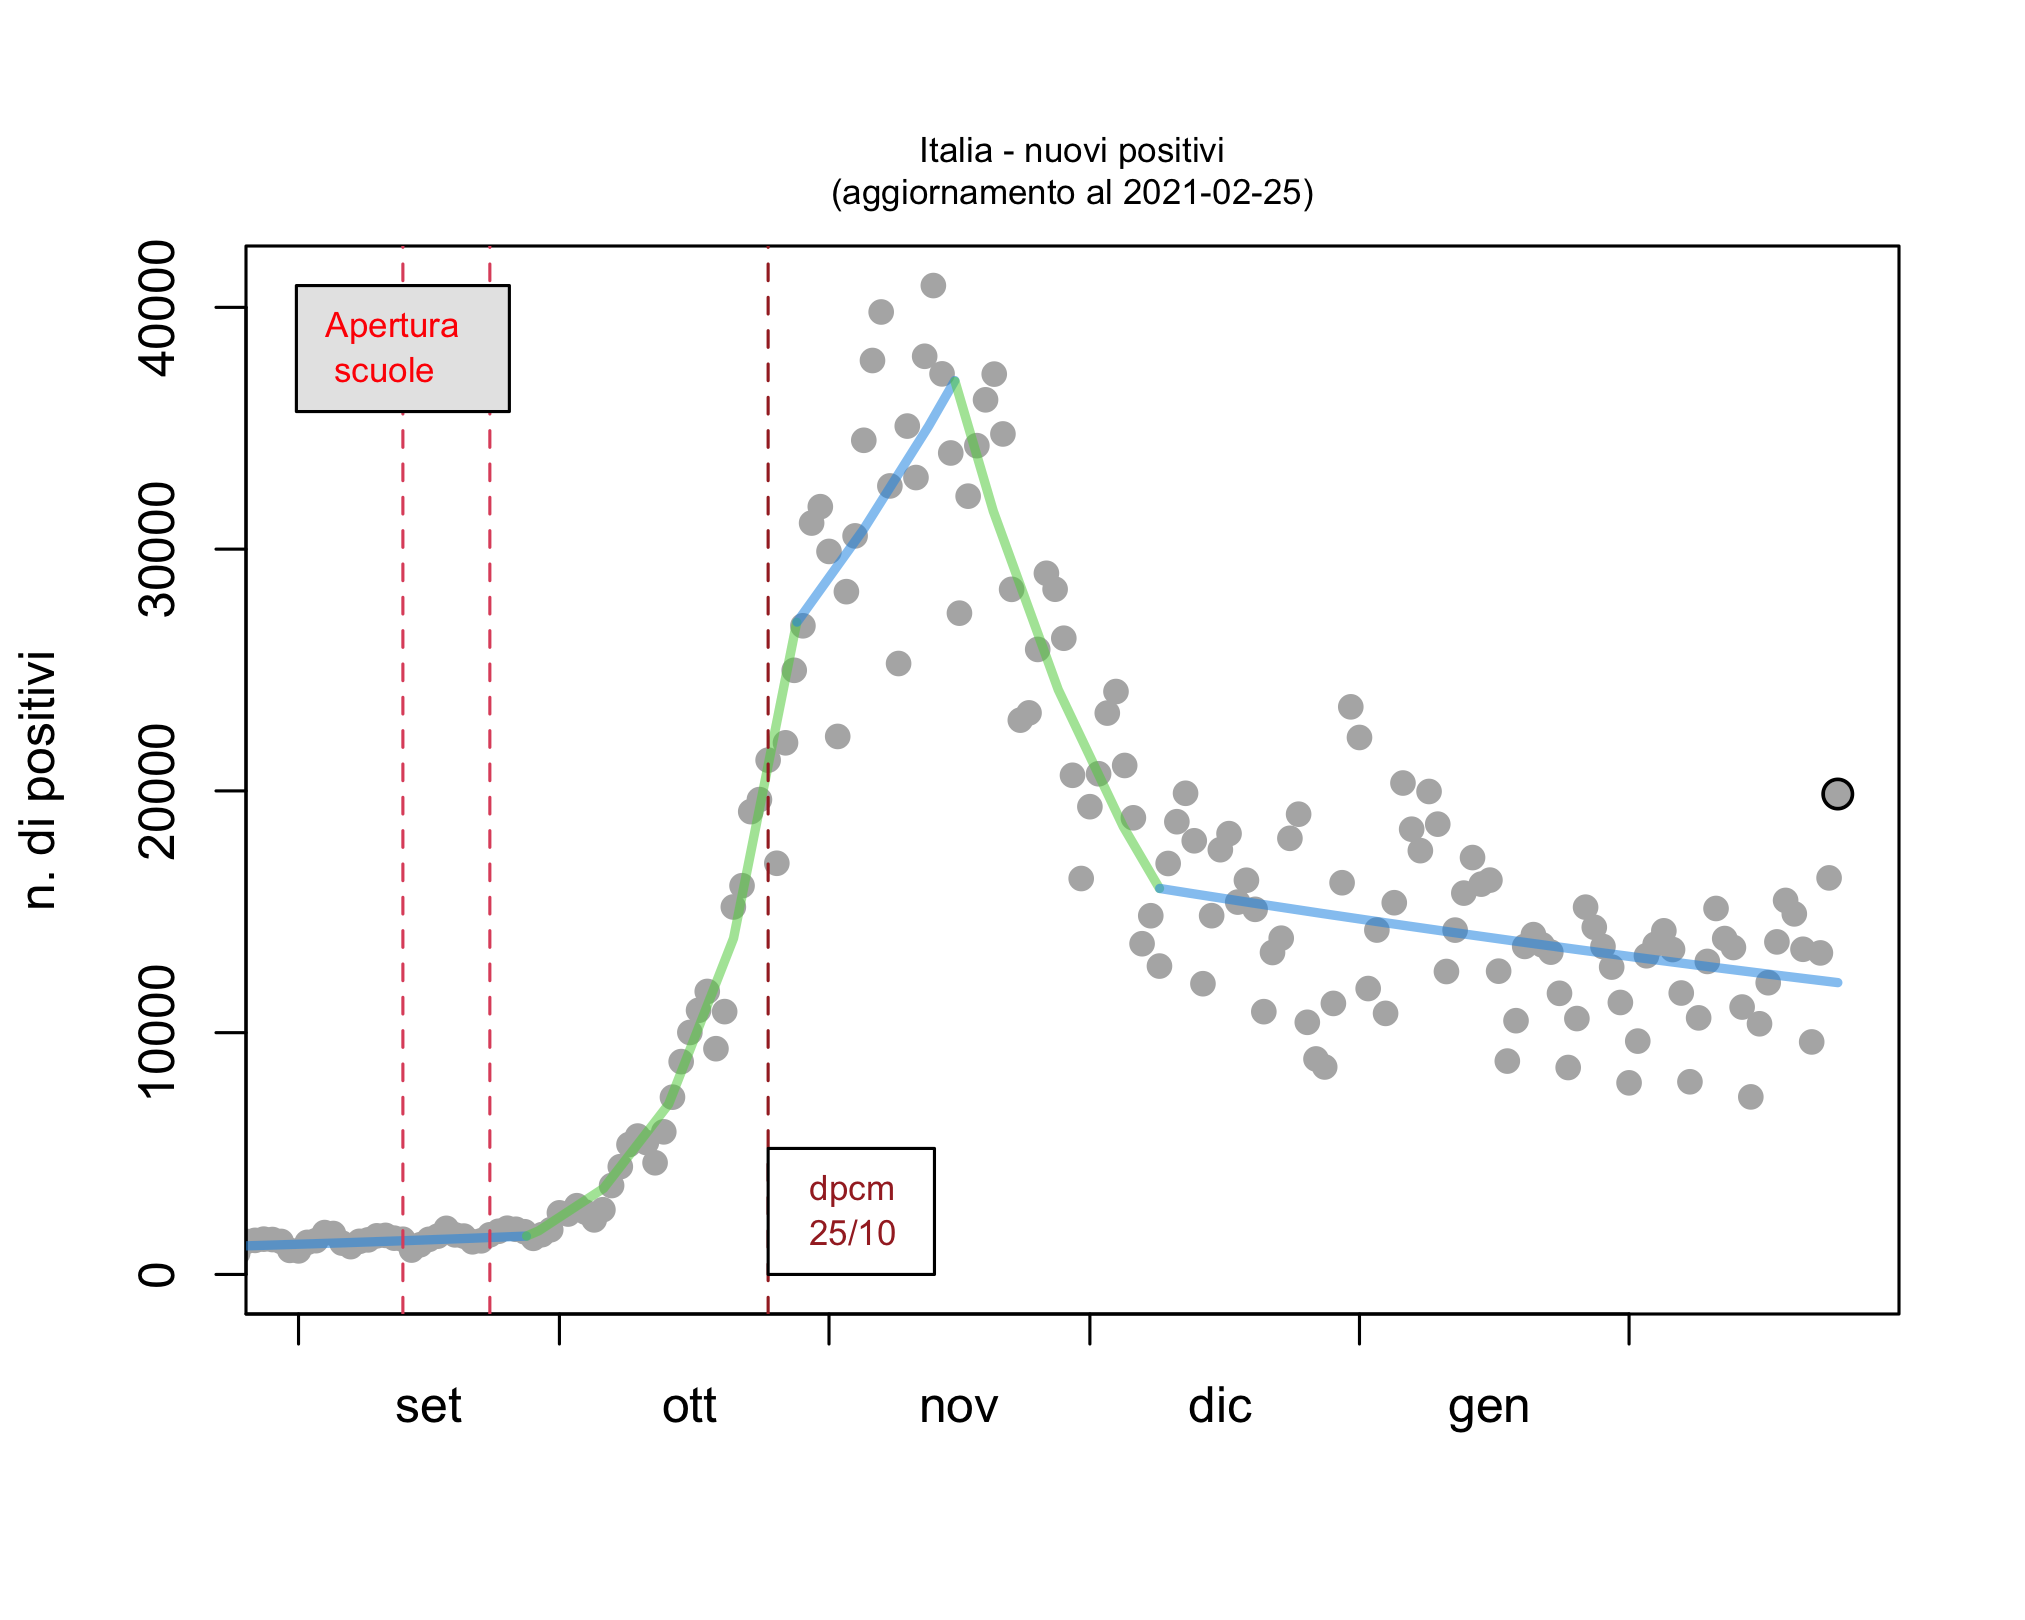 Italia - nuovi positivi
(aggiornamento al 2021-02-25)
n. di positivi
40000
30000
20000
10000
0
Apertura
scuole
dpcm
25/10
set ott nov dic gen